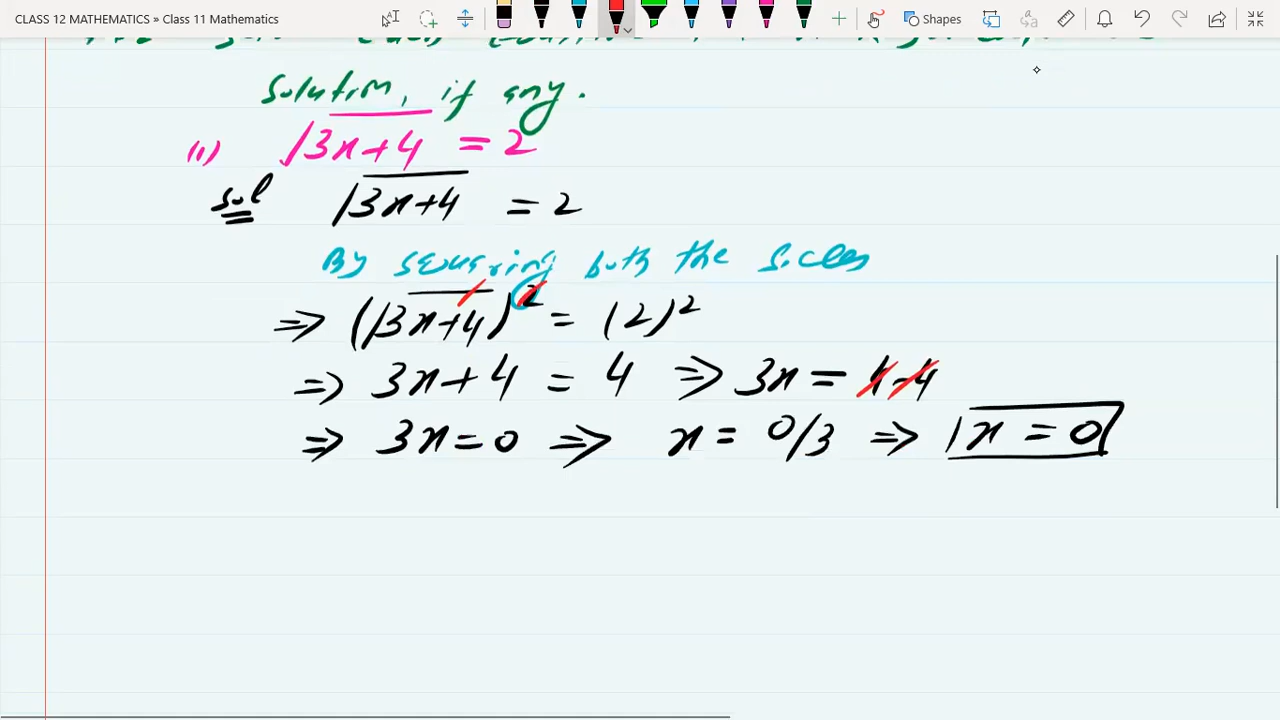 CLASS 12 MATHEMATICS » Class 11 Mathematics
Shapes
solution, if any.
(1) √3x+4 = 2
Sol √3x+4 = 2
By squaring both the sides
⇒ (√3x+4)² = (2)²
⇒ 3x+4 = 4 ⇒ 3x = 4-4
⇒ 3x=0 ⇒ x = 0/3 ⇒ x = 0